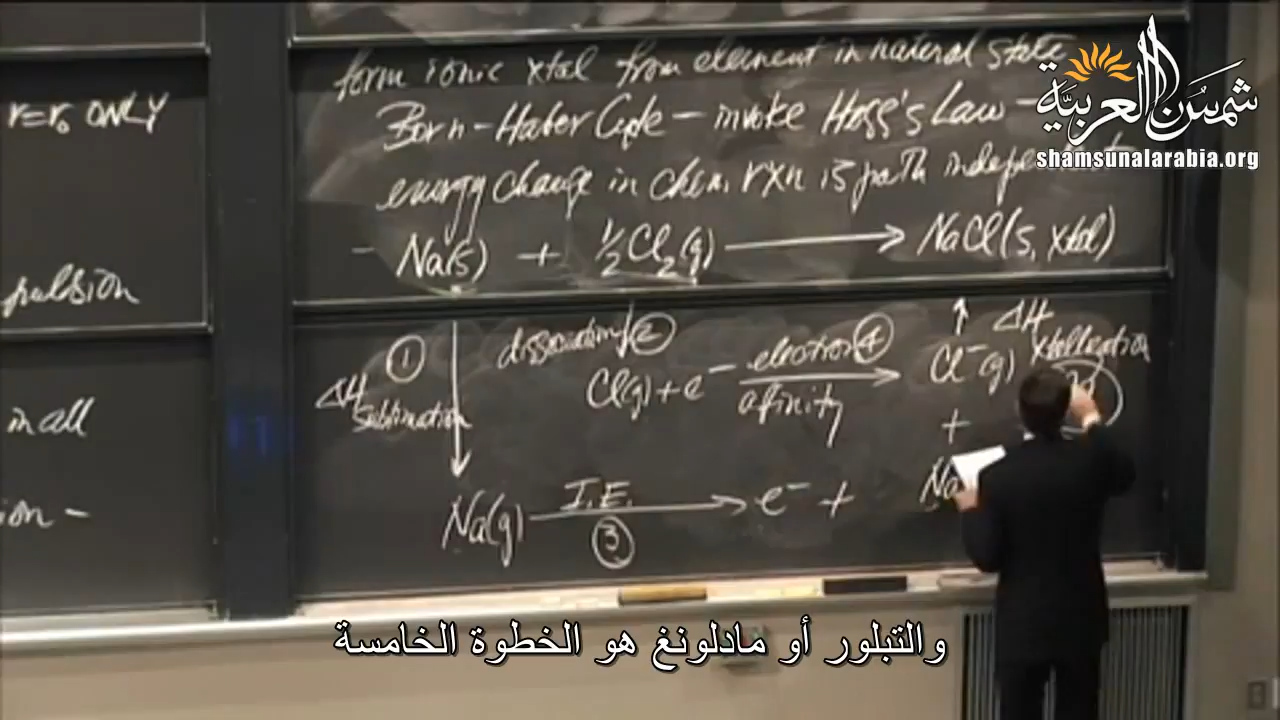 form ionic xtal from element in natural state
شمس العربية
shamsunalarabia.org
r=r₀ ONLY
Born-Haber Cycle - invoke Hess's Law -
energy change in chem. rxn is path independent
Na(s) + ½Cl₂(g) → NaCl(s, xtal)
pulsion
① dissociation ② ΔH
ΔH sublimation
Cl(g) + e⁻ electron ④ affinity → Cl⁻(g) xtallization
+
in all
ion -
Na(g) I.E. ③ → e⁻ + Na
والتبلور أو مادلونغ هو الخطوة الخامسة